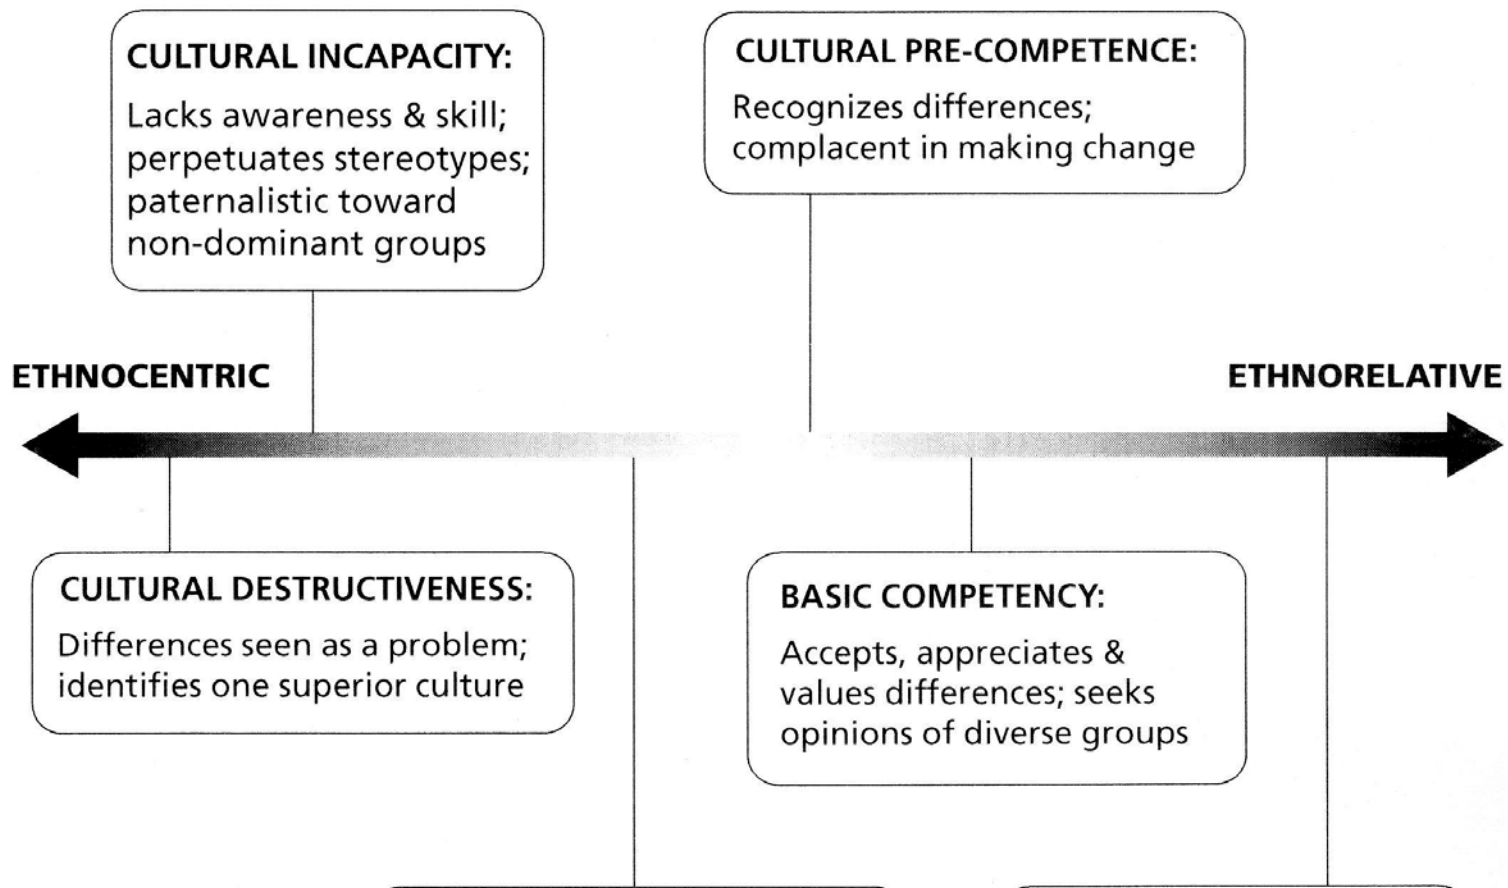 CULTURAL INCAPACITY:
Lacks awareness & skill;
perpetuates stereotypes;
paternalistic toward
non-dominant groups
CULTURAL PRE-COMPETENCE:
Recognizes differences;
complacent in making change
ETHNOCENTRIC
ETHNORELATIVE
CULTURAL DESTRUCTIVENESS:
Differences seen as a problem;
identifies one superior culture
BASIC COMPETENCY:
Accepts, appreciates &
values differences; seeks
opinions of diverse groups